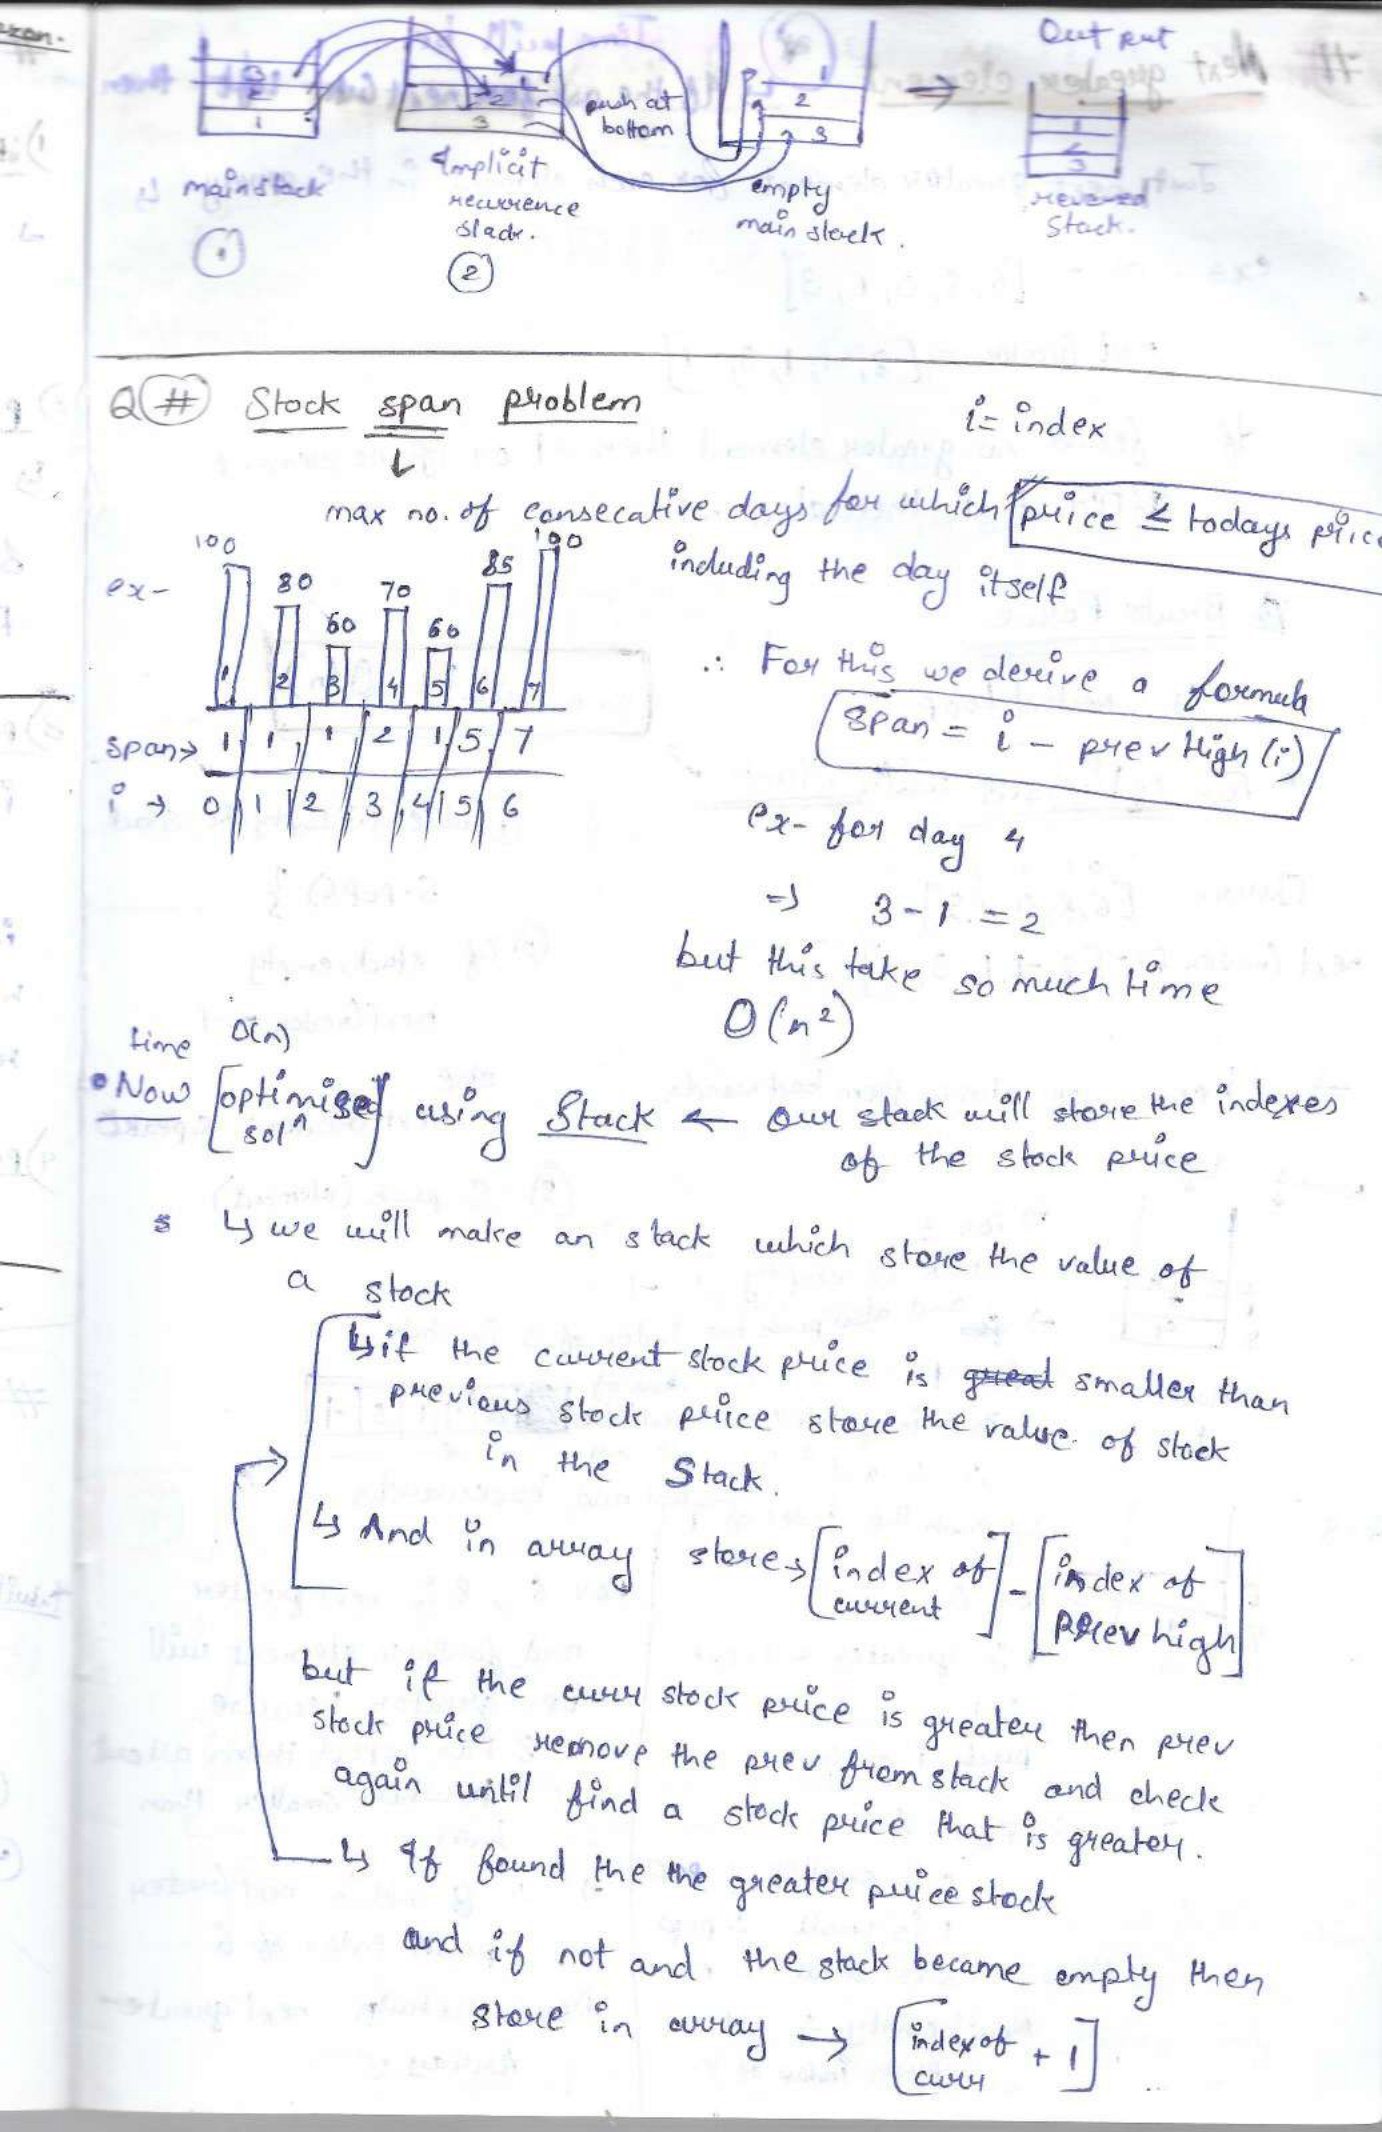 Output
3
2
1
2
3
push at
bottom
1
2
3
1
2
3
main stack
1
Implicit
recurrence
stack.
2
empty
main stack.
reversed
Stack.
Q # Stock span problem
i = index
max no. of consecative days for which price ≤ todays price
including the day itself
ex-
100 80 60 70 60 85 100
1 2 3 4 5 6 7
span → 1 1 1 2 1 5 7
i → 0 1 2 3 4 5 6
∴ For this we derive a formula
span = i - prev High (i)
ex- for day 4
⇒ 3 - 1 = 2
but this take so much time
O(n²)
time O(n)
• Now [optimised solⁿ] using Stack ← our stack will store the indexes
of the stock price
s ↳ we will make an stack which store the value of
a stock
↳ if the current stock price is great smaller than
previous stock price store the value of stock
in the Stack.
↳ And in array store → [index of current] - [index of prev high]
but if the curr stock price is greater then prev
stock price remove the prev from stack and check
again until find a stock price that is greater.
↳ If found the the greater price stock
and if not and the stack became empty then
store in array → [index of curr + 1]